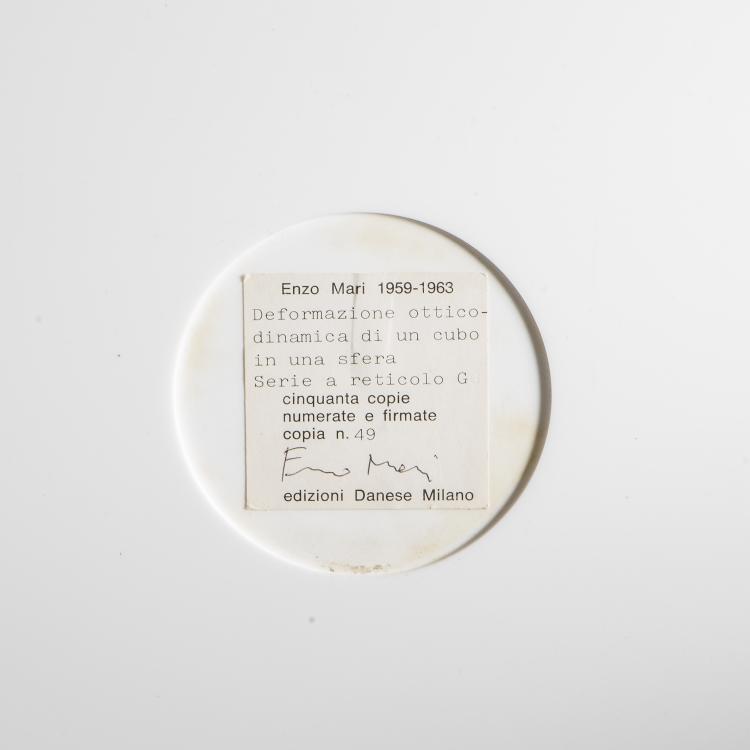 Enzo Mari 1959-1963
Deformazione ottico-
dinamica di un cubo
in una sfera
Serie a reticolo G
cinquanta copie
numerate e firmate
copia n. 49
Enzo Mari
edizioni Danese Milano